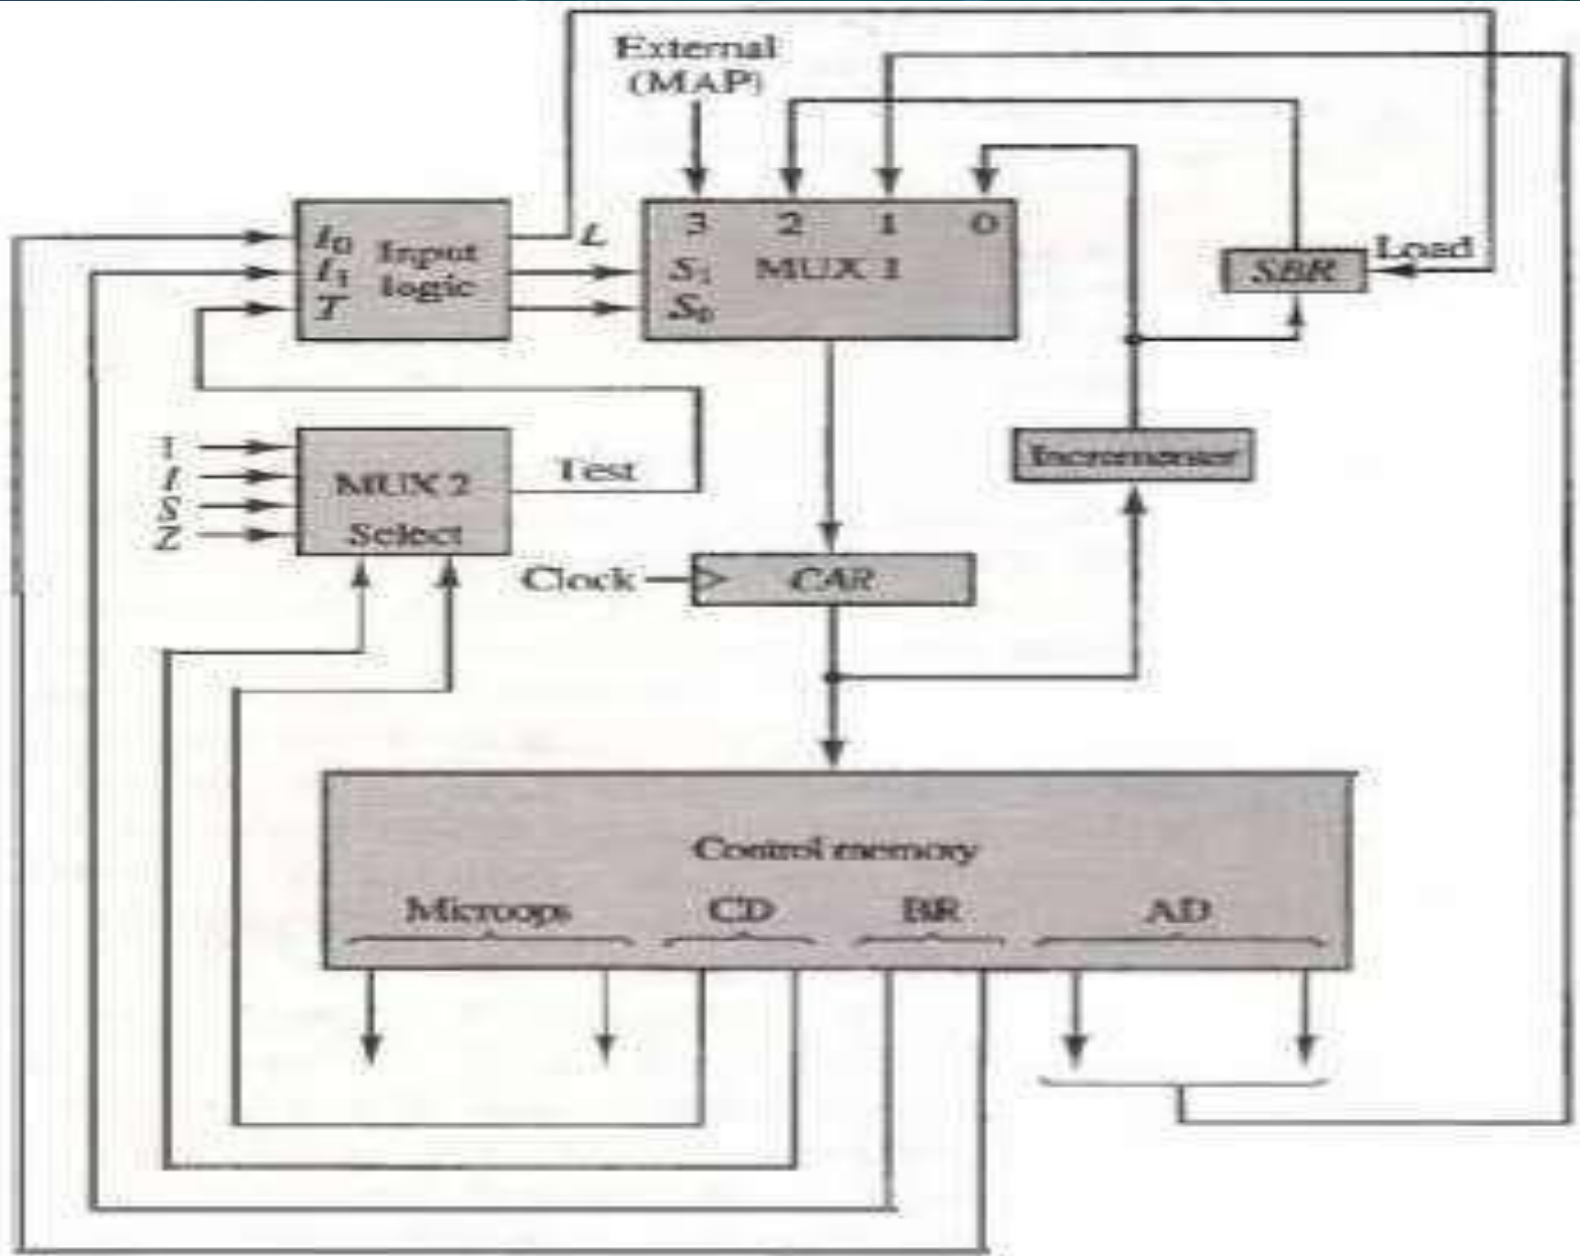 External
(MAP)
I0
I1
T
Input
logic
L
3 2 1 0
S1
S0
MUX 1
SBR
Load
1
I
S
Z
MUX 2
Select
Test
Incrementer
Clock
CAR
Control memory
Microops CD BR AD